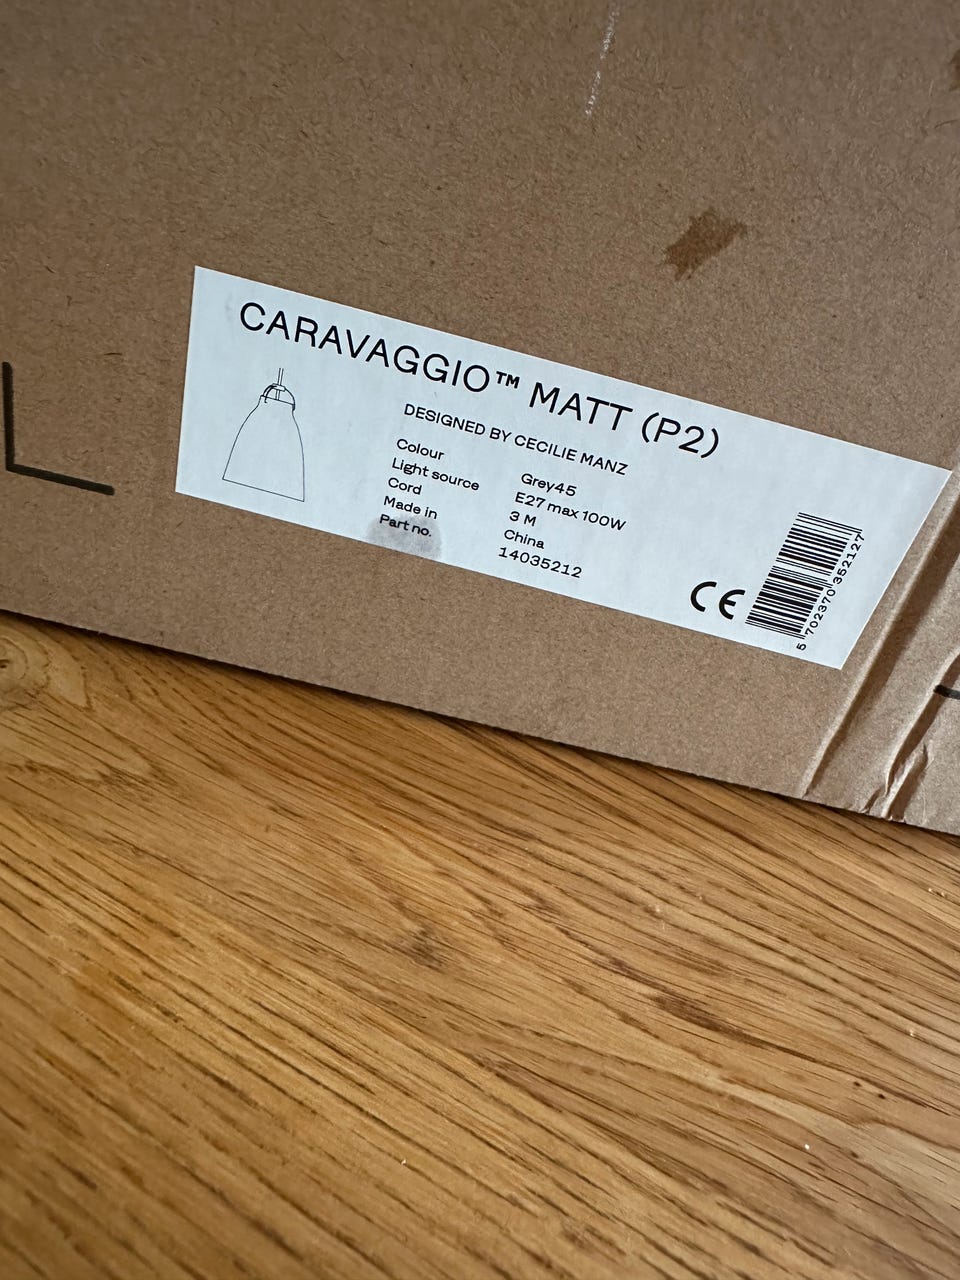 CARAVAGGIO™ MATT (P2)
DESIGNED BY CECILIE MANZ
Colour Grey45
Light source E27 max 100W
Cord 3 M
Made in China
Part no. 14035212
CE
5 702370 352127